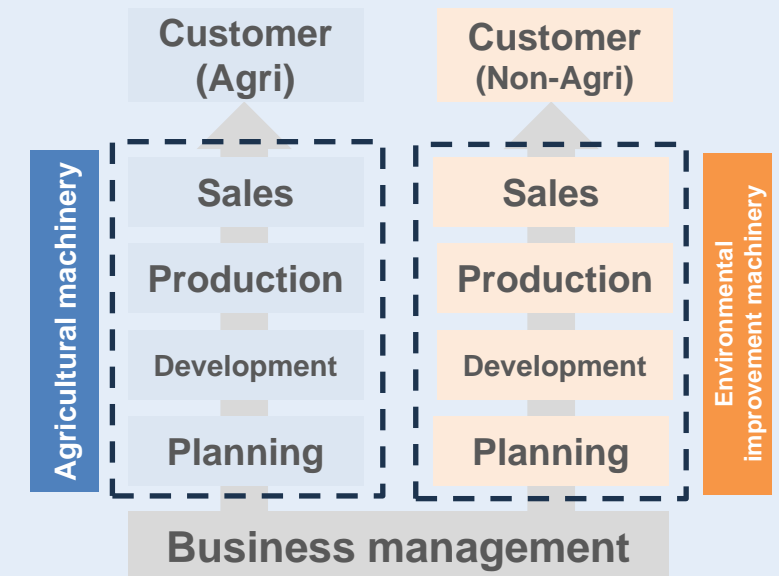 Customer
(Agri)
Customer
(Non-Agri)
Agricultural machinery
Sales
Production
Development
Planning
Sales
Production
Development
Planning
Environmental
improvement machinery
Business management